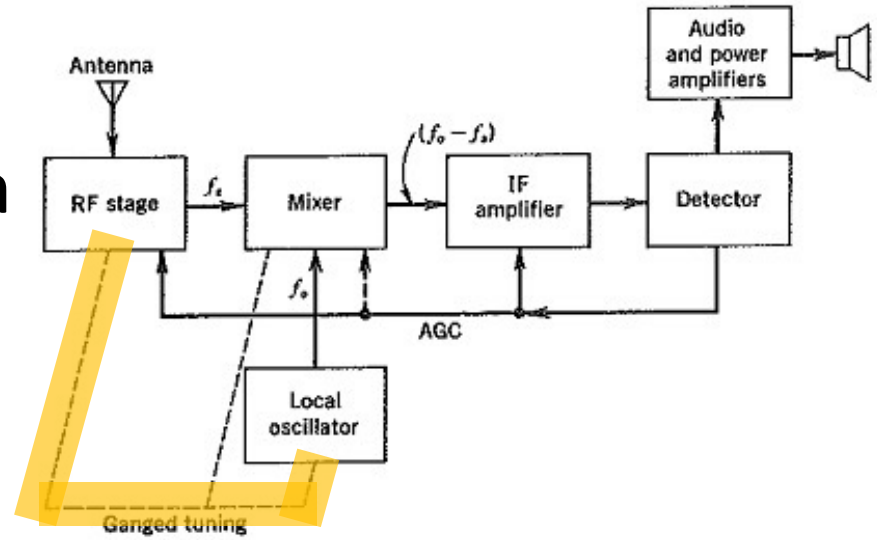 Antenna
RF stage
fs
Mixer
(fo − fs)
IF
amplifier
Detector
Audio
and power
amplifiers
fo
AGC
Local
oscillator
Ganged tuning